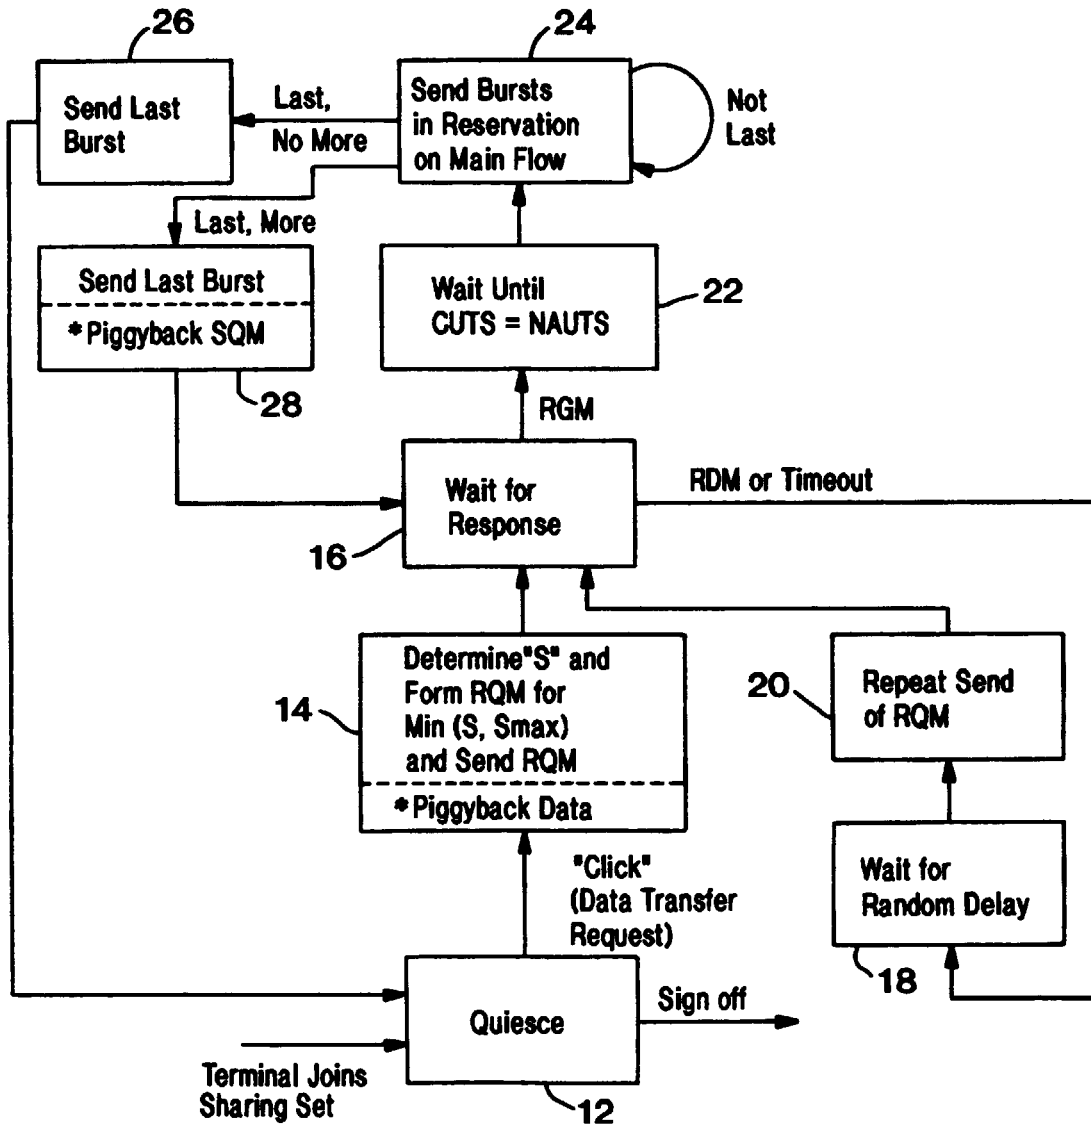 26
24
Send Last
Burst
Last,
No More
Send Bursts
in Reservation
on Main Flow
Not
Last
Last, More
Send Last Burst
*Piggyback SQM
28
Wait Until
CUTS = NAUTS
22
RGM
Wait for
Response
16
RDM or Timeout
Determine "S" and
Form RQM for
Min (S, Smax)
and Send RQM
*Piggyback Data
14
20
Repeat Send
of RQM
"Click"
(Data Transfer
Request)
Wait for
Random Delay
18
Quiesce
Sign off
Terminal Joins
Sharing Set
12